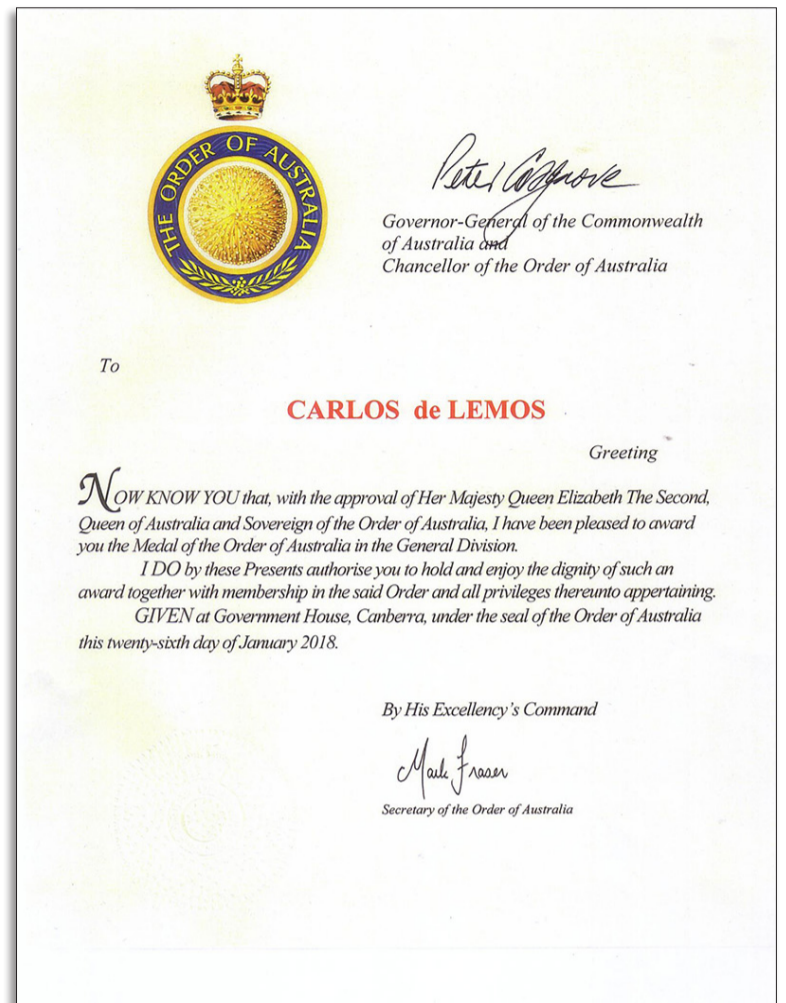 THE ORDER OF AUSTRALIA
Peter Cosgrove
Governor-General of the Commonwealth
of Australia and
Chancellor of the Order of Australia
To
CARLOS de LEMOS
Greeting
NOW KNOW YOU that, with the approval of Her Majesty Queen Elizabeth The Second,
Queen of Australia and Sovereign of the Order of Australia, I have been pleased to award
you the Medal of the Order of Australia in the General Division.
I DO by these Presents authorise you to hold and enjoy the dignity of such an
award together with membership in the said Order and all privileges thereunto appertaining.
GIVEN at Government House, Canberra, under the seal of the Order of Australia
this twenty-sixth day of January 2018.
By His Excellency's Command
Mark Fraser
Secretary of the Order of Australia